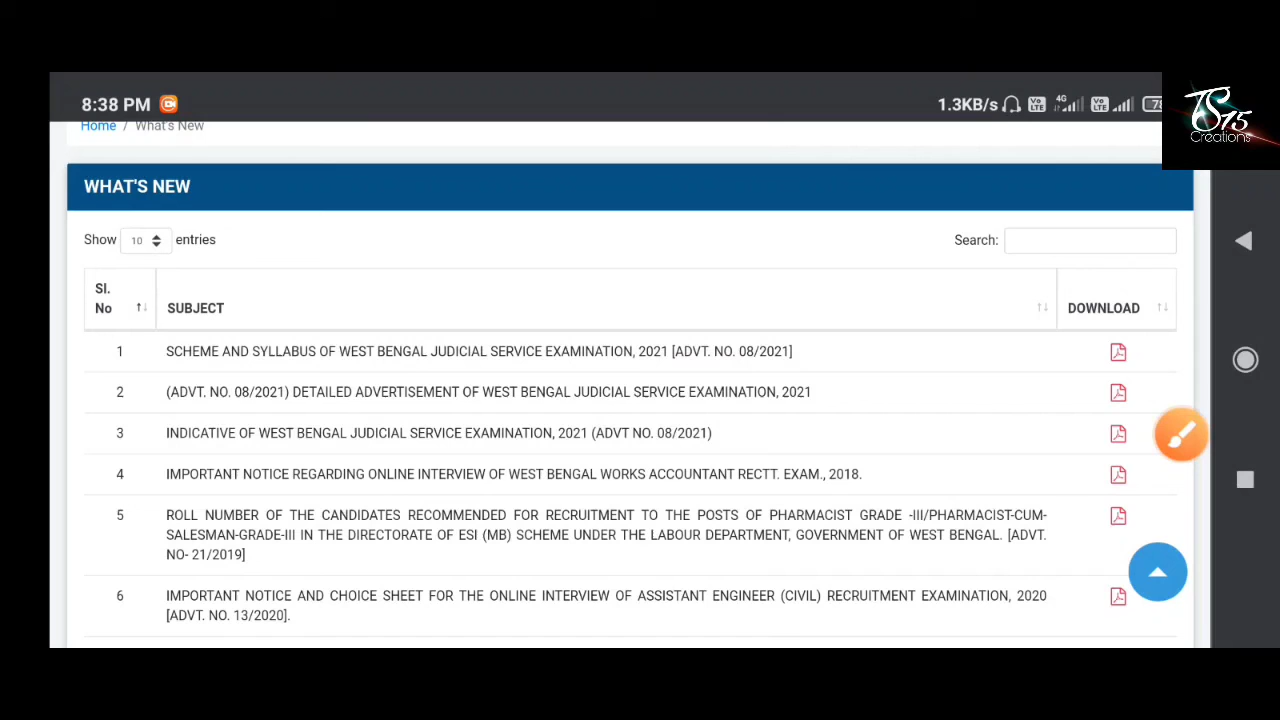 8:38 PM
1.3KB/s
Vo LTE
4G
Vo LTE
TS75
Creations
Home / What's New
WHAT'S NEW
Show 10 entries
Search:
Sl. No
SUBJECT
DOWNLOAD
1 SCHEME AND SYLLABUS OF WEST BENGAL JUDICIAL SERVICE EXAMINATION, 2021 [ADVT. NO. 08/2021]
2 (ADVT. NO. 08/2021) DETAILED ADVERTISEMENT OF WEST BENGAL JUDICIAL SERVICE EXAMINATION, 2021
3 INDICATIVE OF WEST BENGAL JUDICIAL SERVICE EXAMINATION, 2021 (ADVT NO. 08/2021)
4 IMPORTANT NOTICE REGARDING ONLINE INTERVIEW OF WEST BENGAL WORKS ACCOUNTANT RECTT. EXAM., 2018.
5 ROLL NUMBER OF THE CANDIDATES RECOMMENDED FOR RECRUITMENT TO THE POSTS OF PHARMACIST GRADE -III/PHARMACIST-CUM-
SALESMAN-GRADE-III IN THE DIRECTORATE OF ESI (MB) SCHEME UNDER THE LABOUR DEPARTMENT, GOVERNMENT OF WEST BENGAL. [ADVT.
NO- 21/2019]
6 IMPORTANT NOTICE AND CHOICE SHEET FOR THE ONLINE INTERVIEW OF ASSISTANT ENGINEER (CIVIL) RECRUITMENT EXAMINATION, 2020
[ADVT. NO. 13/2020].